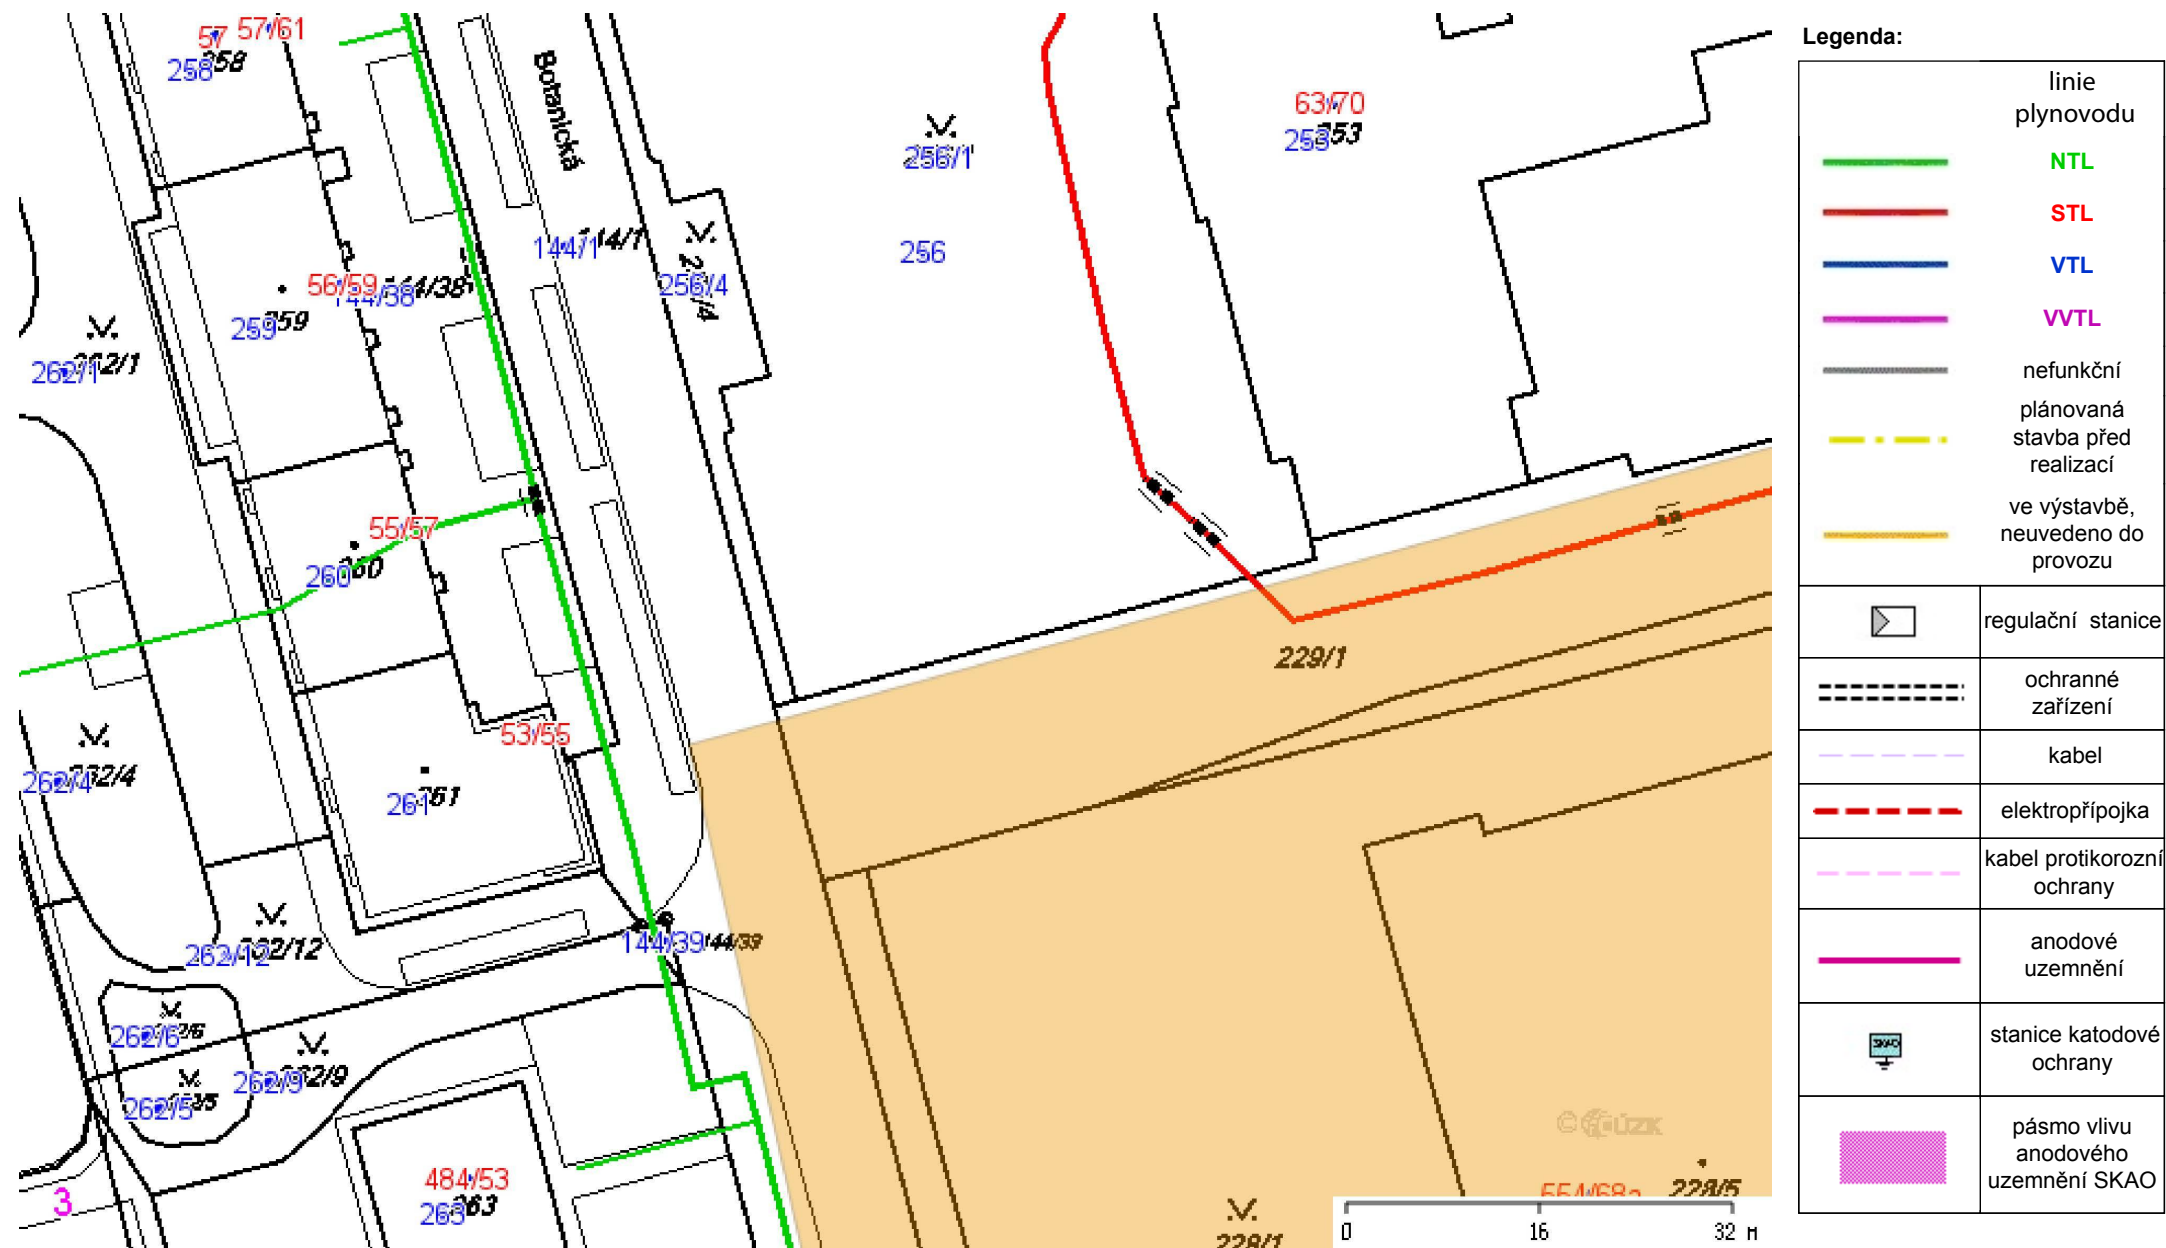 57 57/61
258
Botanická
256/1
63/70
253
144/1
256
256/4
56/59
144/38
259
262/1
55/57
260
229/1
53/55
262/4
261
144/39
262/12
262/6
262/9
262/5
484/53
263
3
228/5
228/1
0 16 32 M
Legenda:
linie
plynovodu
NTL
STL
VTL
VVTL
nefunkční
plánovaná
stavba před
realizací
ve výstavbě,
neuvedeno do
provozu
regulační stanice
ochranné
zařízení
kabel
elektropřípojka
kabel protikorozní
ochrany
anodové
uzemnění
SKAO
stanice katodové
ochrany
pásmo vlivu
anodového
uzemnění SKAO